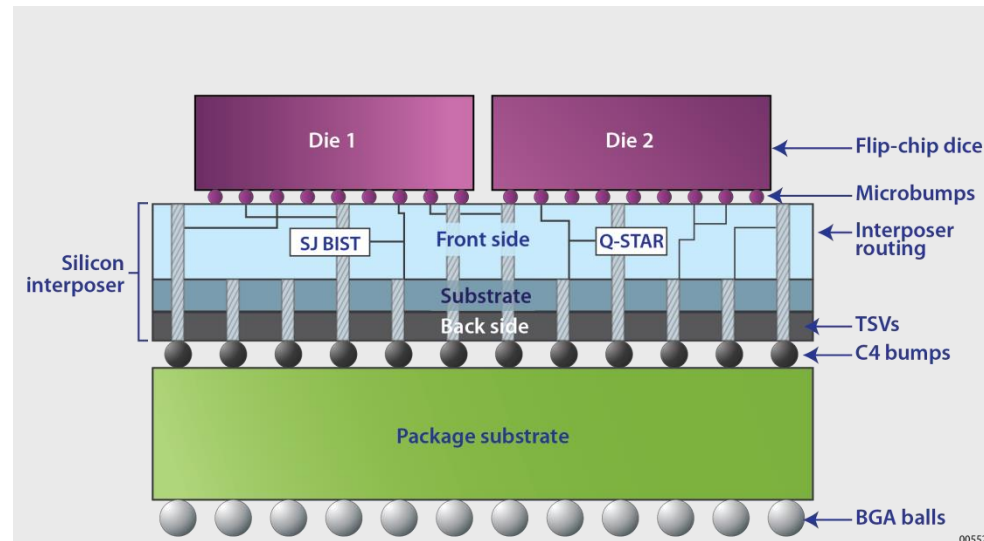 Die 1
Die 2
Flip-chip dice
Microbumps
Interposer
routing
SJ BIST
Front side
Q-STAR
Silicon
interposer
Substrate
Back side
TSVs
C4 bumps
Package substrate
BGA balls